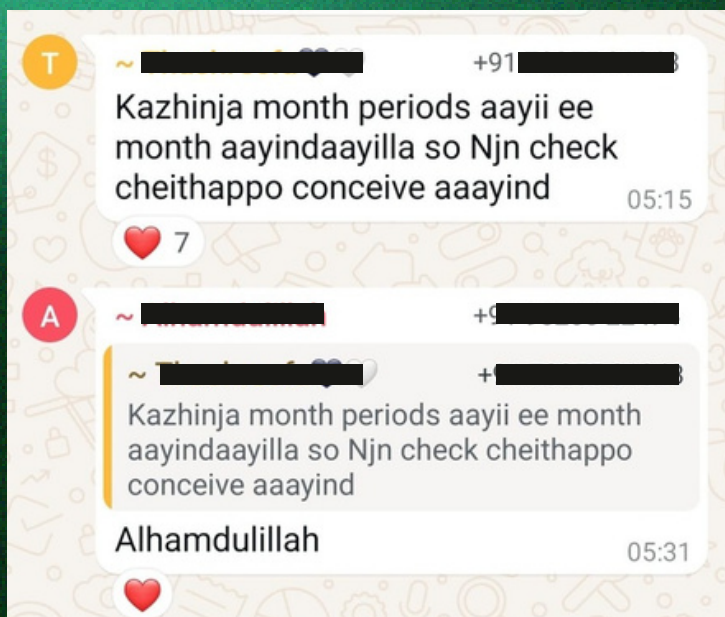 T
~
+91
Kazhinja month periods aayii ee
month aayindaayilla so Njn check
cheithappo conceive aaayind
05:15
❤️ 7
A
~
~
Kazhinja month periods aayii ee month
aayindaayilla so Njn check cheithappo
conceive aaayind
Alhamdulillah
05:31
❤️